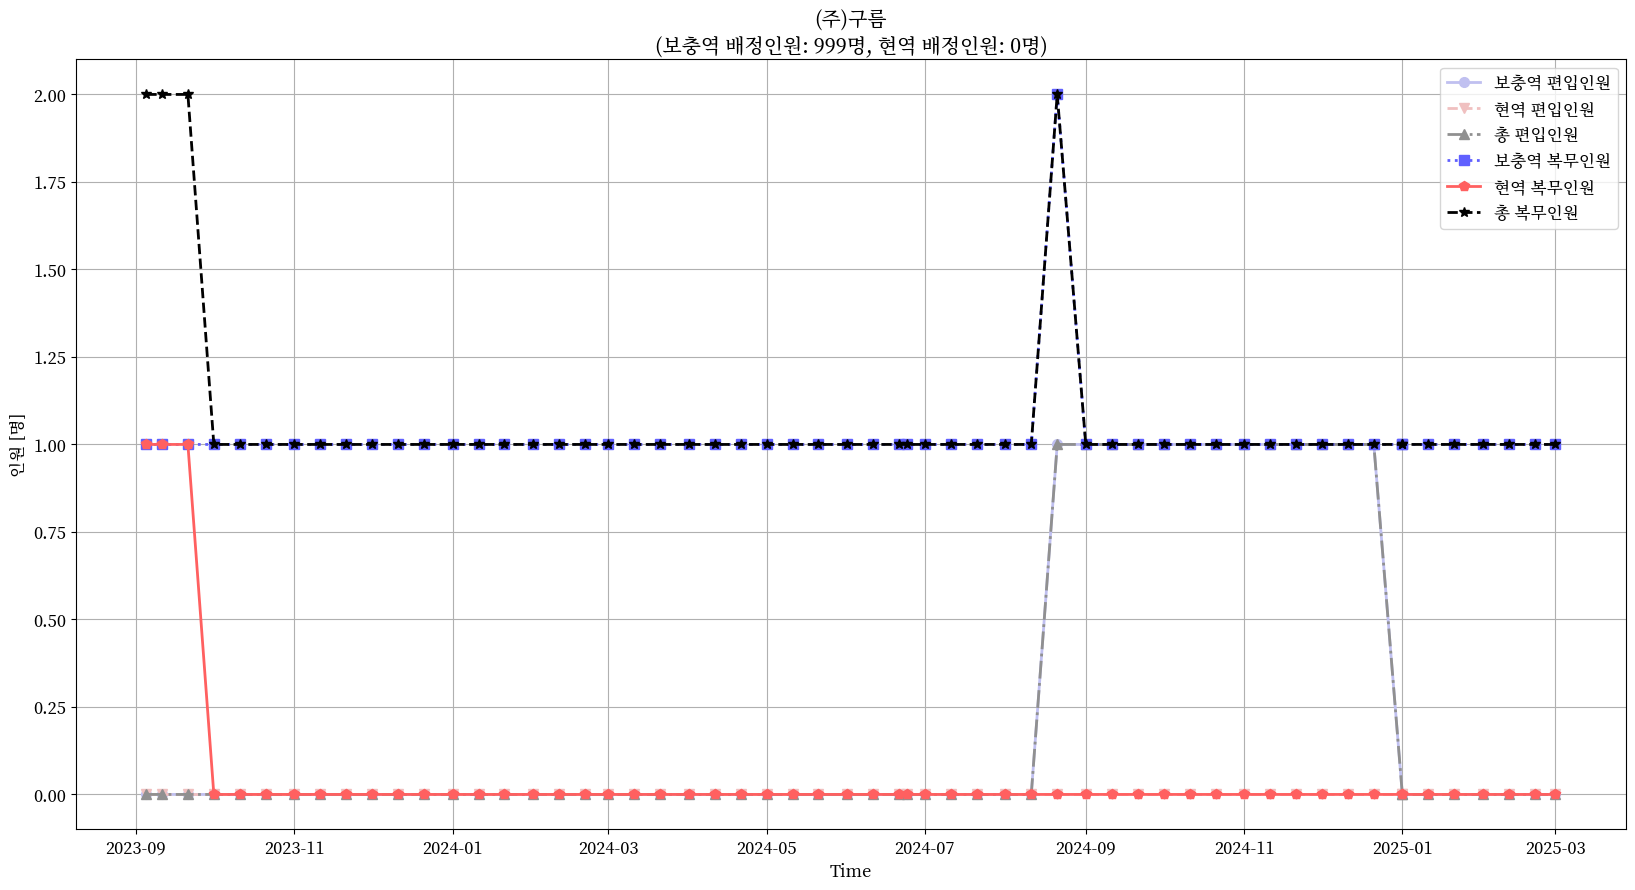 (주)구름
(보충역 배정인원: 999명, 현역 배정인원: 0명)
보충역 편입인원
현역 편입인원
총 편입인원
보충역 복무인원
현역 복무인원
총 복무인원
2.00
1.75
1.50
1.25
1.00
0.75
0.50
0.25
0.00
인원 [명]
2023-09 2023-11 2024-01 2024-03 2024-05 2024-07 2024-09 2024-11 2025-01 2025-03
Time